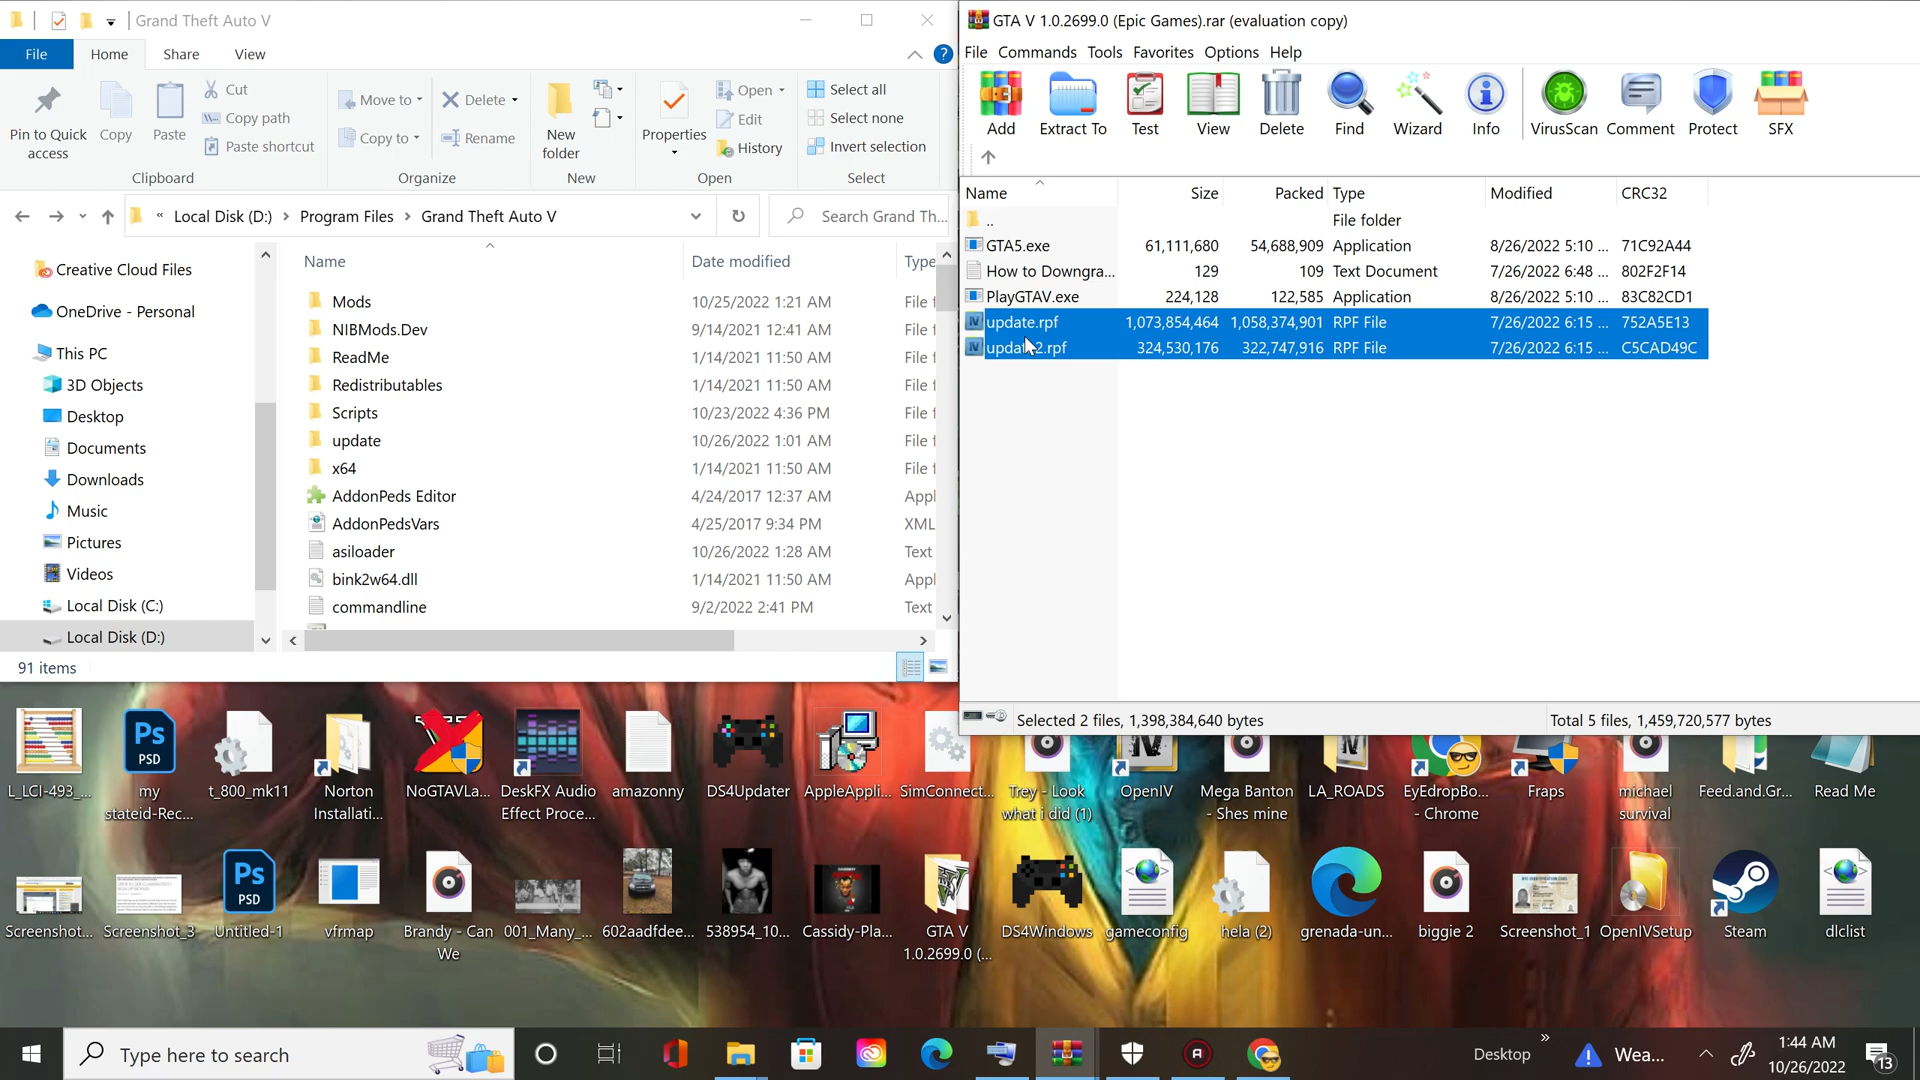 Grand Theft Auto V
File Home Share View
Pin to Quick access
Copy
Paste
Cut
Copy path
Paste shortcut
Clipboard
Move to
Copy to
Delete
Rename
Organize
New folder
New
Properties
Open
Edit
History
Open
Select all
Select none
Invert selection
Select
« Local Disk (D:) › Program Files › Grand Theft Auto V
Search Grand Th...
Creative Cloud Files
OneDrive - Personal
This PC
3D Objects
Desktop
Documents
Downloads
Music
Pictures
Videos
Local Disk (C:)
Local Disk (D:)
Name Date modified Type
Mods 10/25/2022 1:21 AM File f
NIBMods.Dev 9/14/2021 12:41 AM File f
ReadMe 1/14/2021 11:50 AM File f
Redistributables 1/14/2021 11:50 AM File f
Scripts 10/23/2022 4:36 PM File f
update 10/26/2022 1:01 AM File f
x64 1/14/2021 11:50 AM File f
AddonPeds Editor 4/24/2017 12:37 AM Appl
AddonPedsVars 4/25/2017 9:34 PM XML
asiloader 10/26/2022 1:28 AM Text
bink2w64.dll 1/14/2021 11:50 AM Appl
commandline 9/2/2022 2:41 PM Text
91 items
GTA V 1.0.2699.0 (Epic Games).rar (evaluation copy)
File Commands Tools Favorites Options Help
Add Extract To Test View Delete Find Wizard Info VirusScan Comment Protect SFX
Name Size Packed Type Modified CRC32
.. File folder
GTA5.exe 61,111,680 54,688,909 Application 8/26/2022 5:10 ... 71C92A44
How to Downgra... 129 109 Text Document 7/26/2022 6:48 ... 802F2F14
PlayGTAV.exe 224,128 122,585 Application 8/26/2022 5:10 ... 83C82CD1
update.rpf 1,073,854,464 1,058,374,901 RPF File 7/26/2022 6:15 ... 752A5E13
update2.rpf 324,530,176 322,747,916 RPF File 7/26/2022 6:15 ... C5CAD49C
Selected 2 files, 1,398,384,640 bytes
Total 5 files, 1,459,720,577 bytes
L_LCI-493_...
Ps
PSD
my stateid-Rec...
t_800_mk11
Norton Installati...
NoGTAVLa...
DeskFX Audio Effect Proce...
amazonny
DS4Updater
AppleAppli...
SimConnect...
Trey - Look what i did (1)
OpenIV
Mega Banton - Shes mine
LA_ROADS
EyEdropBo... - Chrome
Fraps
michael survival
Feed.and.Gr...
Read Me
Screenshot...
Screenshot_3
Ps
PSD
Untitled-1
vfrmap
Brandy - Can We
001_Many_...
602aadfdee...
538954_10...
Cassidy-Pla...
GTA V 1.0.2699.0 (...
DS4Windows
gameconfig
hela (2)
grenada-un...
biggie 2
Screenshot_1
OpenIVSetup
Steam
dlclist
Type here to search
Desktop
»
Wea...
1:44 AM
10/26/2022
13